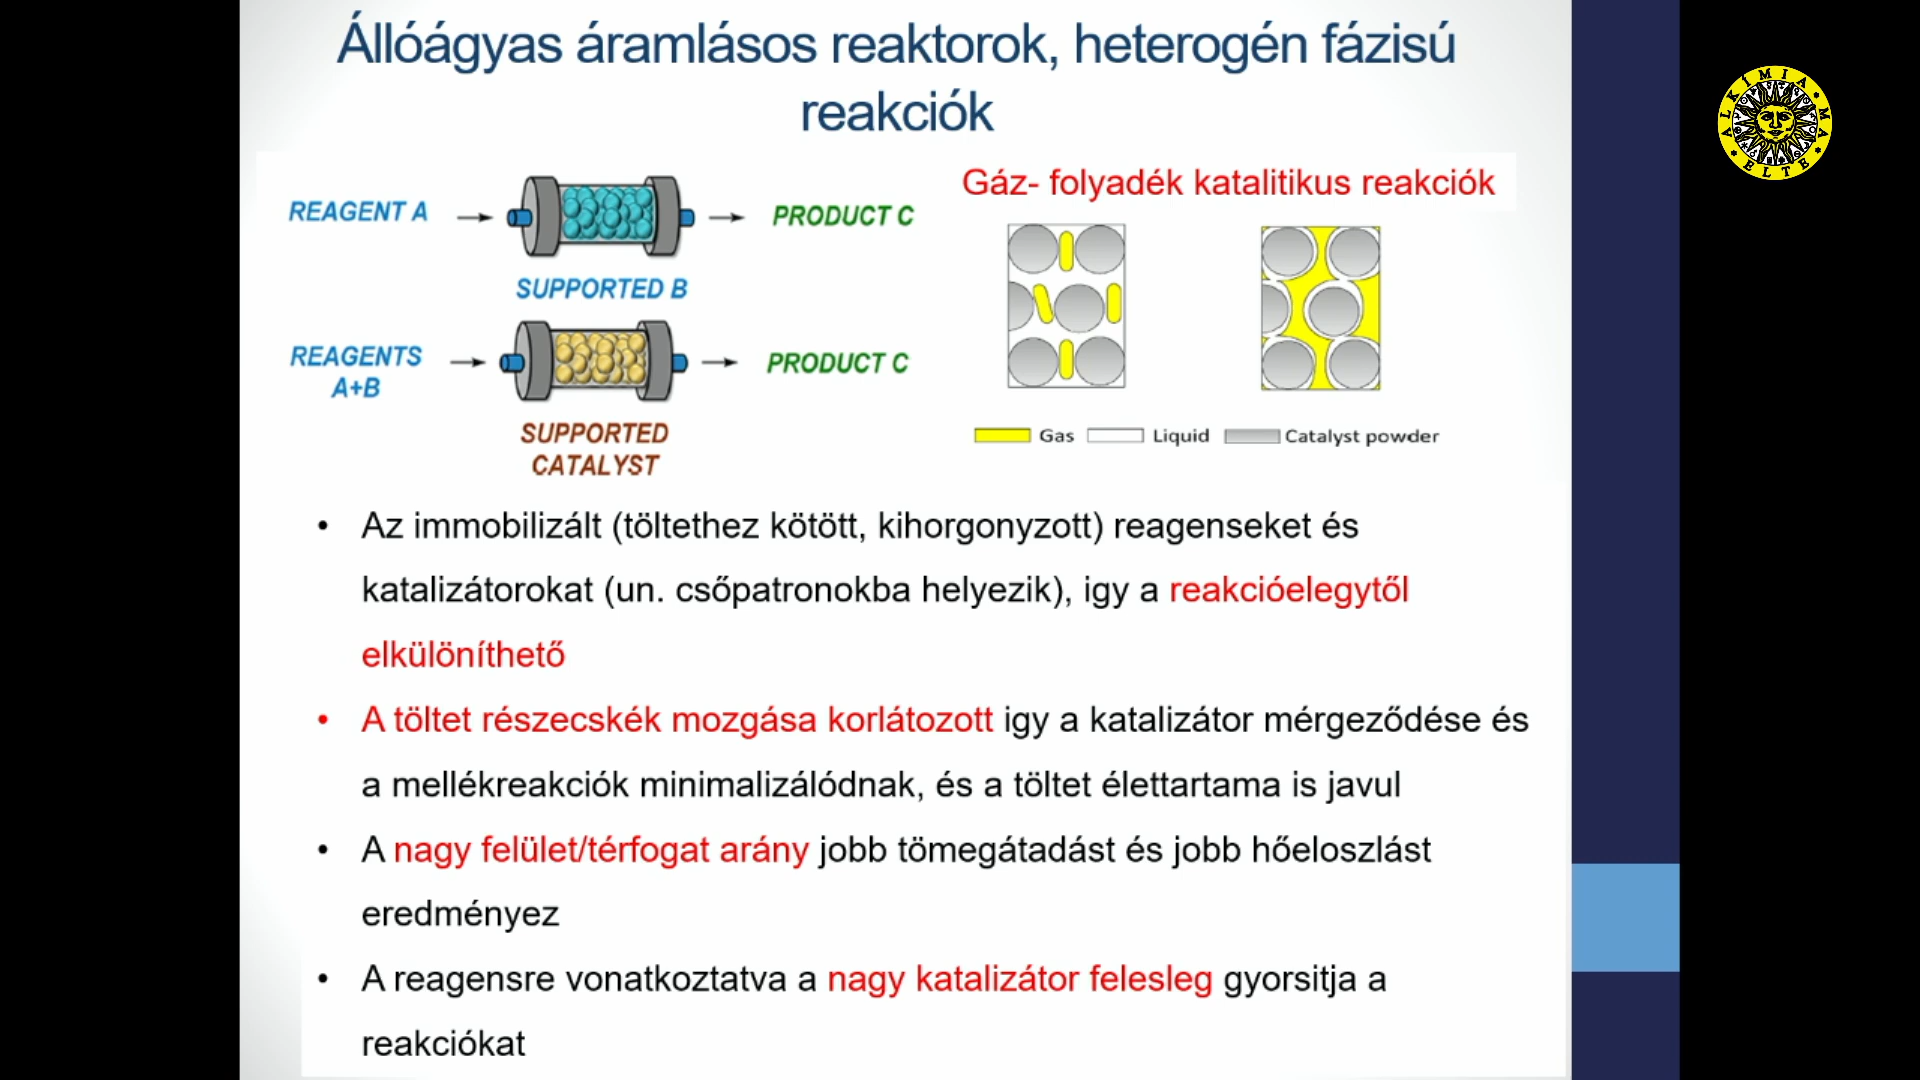 Állóágyas áramlásos reaktorok, heterogén fázisú
reakciók
Gáz- folyadék katalitikus reakciók
REAGENT A
PRODUCT C
SUPPORTED B
REAGENTS
A+B
PRODUCT C
SUPPORTED
CATALYST
Gas Liquid Catalyst powder
• Az immobilizált (töltethez kötött, kihorgonyzott) reagenseket és
katalizátorokat (un. csőpatronokba helyezik), igy a reakcióelegytől
elkülöníthető
• A töltet részecskék mozgása korlátozott igy a katalizátor mérgeződése és
a mellékreakciók minimalizálódnak, és a töltet élettartama is javul
• A nagy felület/térfogat arány jobb tömegátadást és jobb hőeloszlást
eredményez
• A reagensre vonatkoztatva a nagy katalizátor felesleg gyorsitja a
reakciókat
ALKÍMIA MA
ELTE